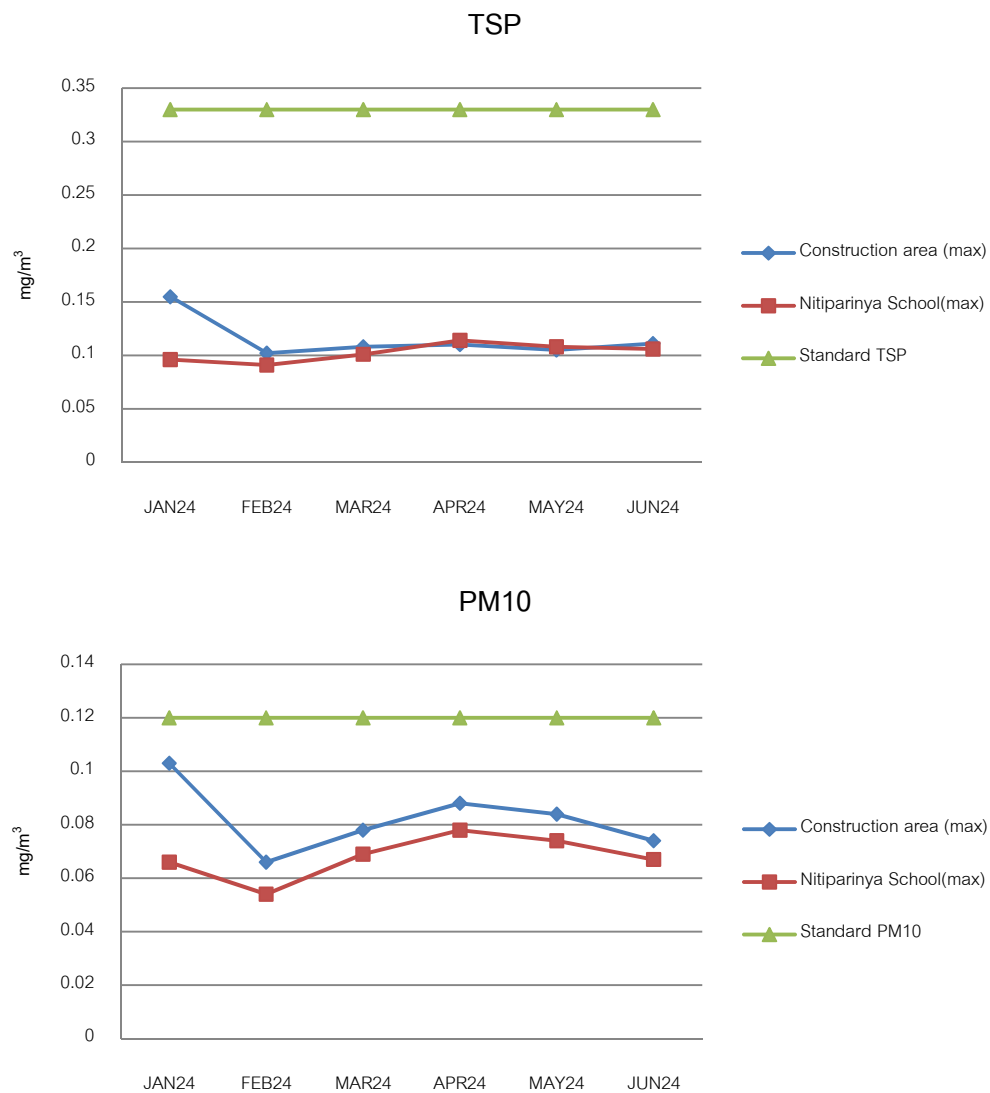 TSP
0.35
0.3
0.25
0.2
0.15
0.1
0.05
0
mg/m³
JAN24 FEB24 MAR24 APR24 MAY24 JUN24
Construction area (max)
Nitiparinya School(max)
Standard TSP
PM10
0.14
0.12
0.1
0.08
0.06
0.04
0.02
0
mg/m³
JAN24 FEB24 MAR24 APR24 MAY24 JUN24
Construction area (max)
Nitiparinya School(max)
Standard PM10